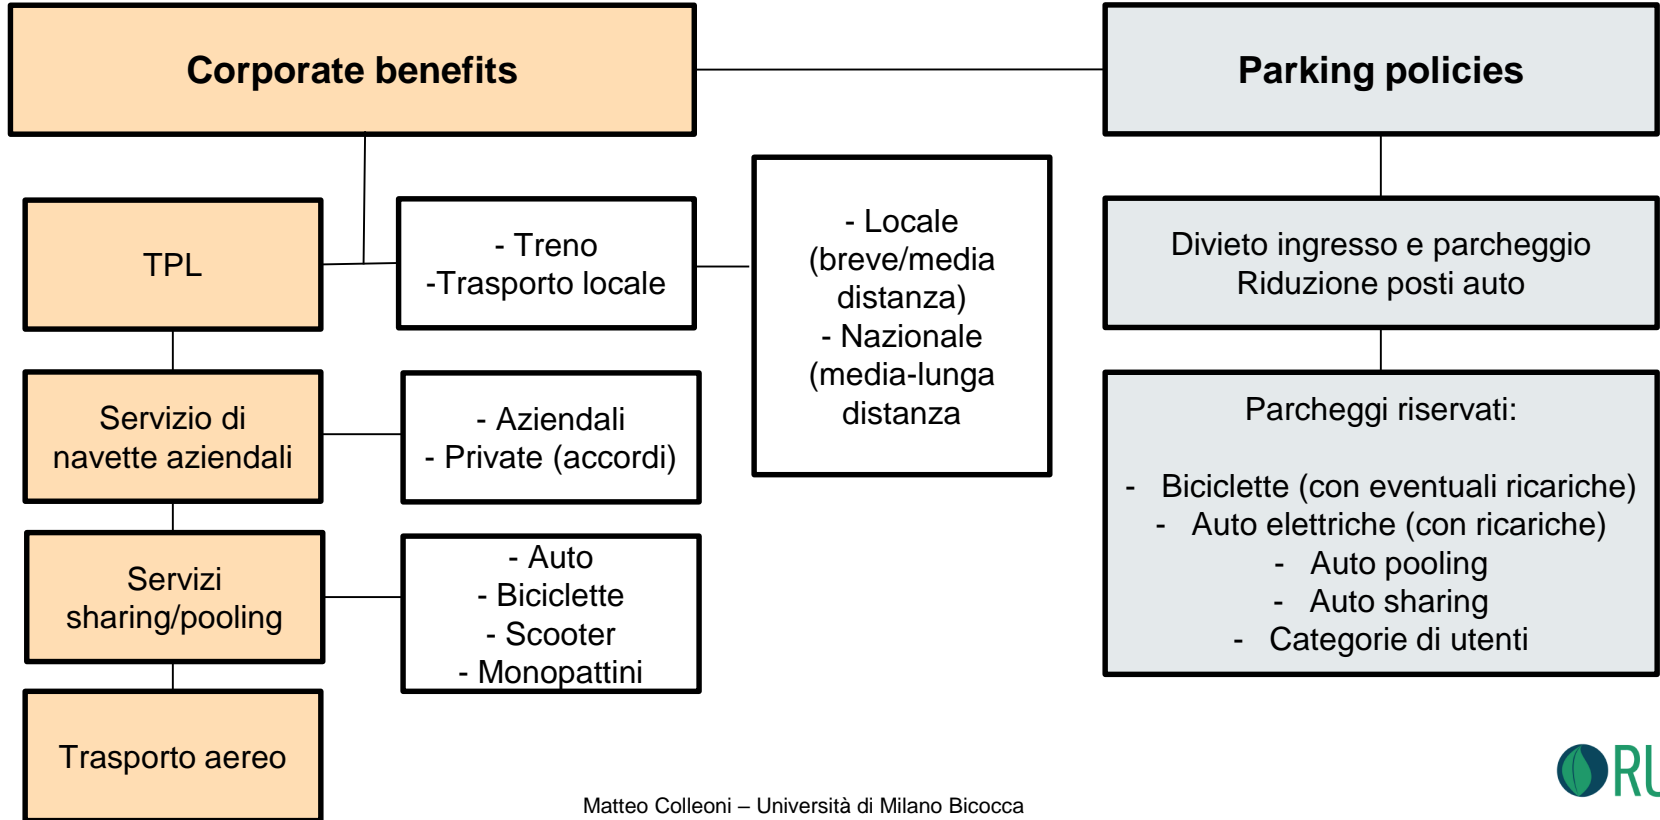 Corporate benefits
Parking policies
TPL
- Treno
-Trasporto locale
- Locale
(breve/media
distanza)
- Nazionale
(media-lunga
distanza
Divieto ingresso e parcheggio
Riduzione posti auto
Servizio di
navette aziendali
- Aziendali
- Private (accordi)
Parcheggi riservati:
- Biciclette (con eventuali ricariche)
- Auto elettriche (con ricariche)
- Auto pooling
- Auto sharing
- Categorie di utenti
Servizi
sharing/pooling
- Auto
- Biciclette
- Scooter
- Monopattini
Trasporto aereo
Matteo Colleoni – Università di Milano Bicocca